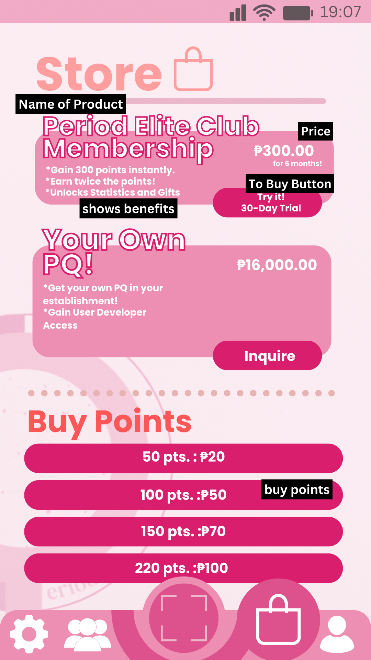 19:07
Store
Name of Product
Period Elite Club
Membership
Price
₱300.00
for 6 months!
*Gain 300 points instantly.
*Earn twice the points!
*Unlocks Statistics and Gifts
To Buy Button
Try it!
30-Day Trial
shows benefits
Your Own
PQ!
₱16,000.00
*Get your own PQ in your
establishment!
*Gain User Developer
Access
Inquire
Buy Points
50 pts. : ₱20
100 pts. :₱50
buy points
150 pts. :₱70
220 pts. :₱100